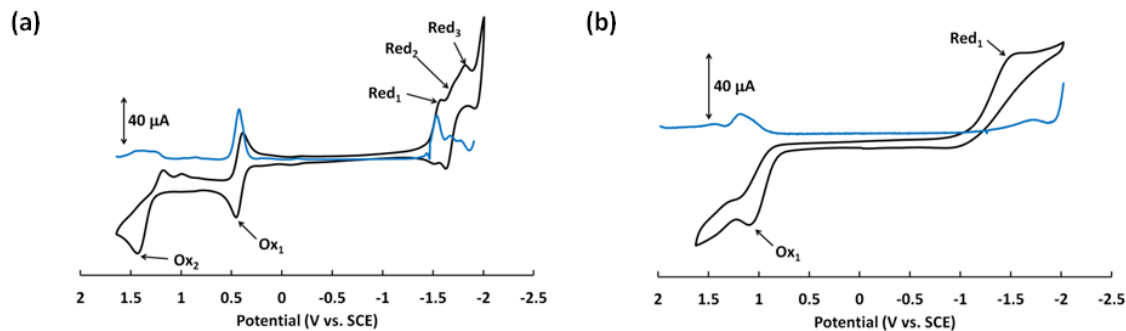 (a)
Red3
Red2
Red1
40 µA
Ox1
Ox2
1.5 1 0.5 0 -0.5 -1 -1.5 -2 -2.5
Potential (V vs. SCE)
(b)
Red1
40 µA
Ox1
2 1.5 1 0.5 0 -0.5 -1 -1.5 -2 -2.5
Potential (V vs. SCE)